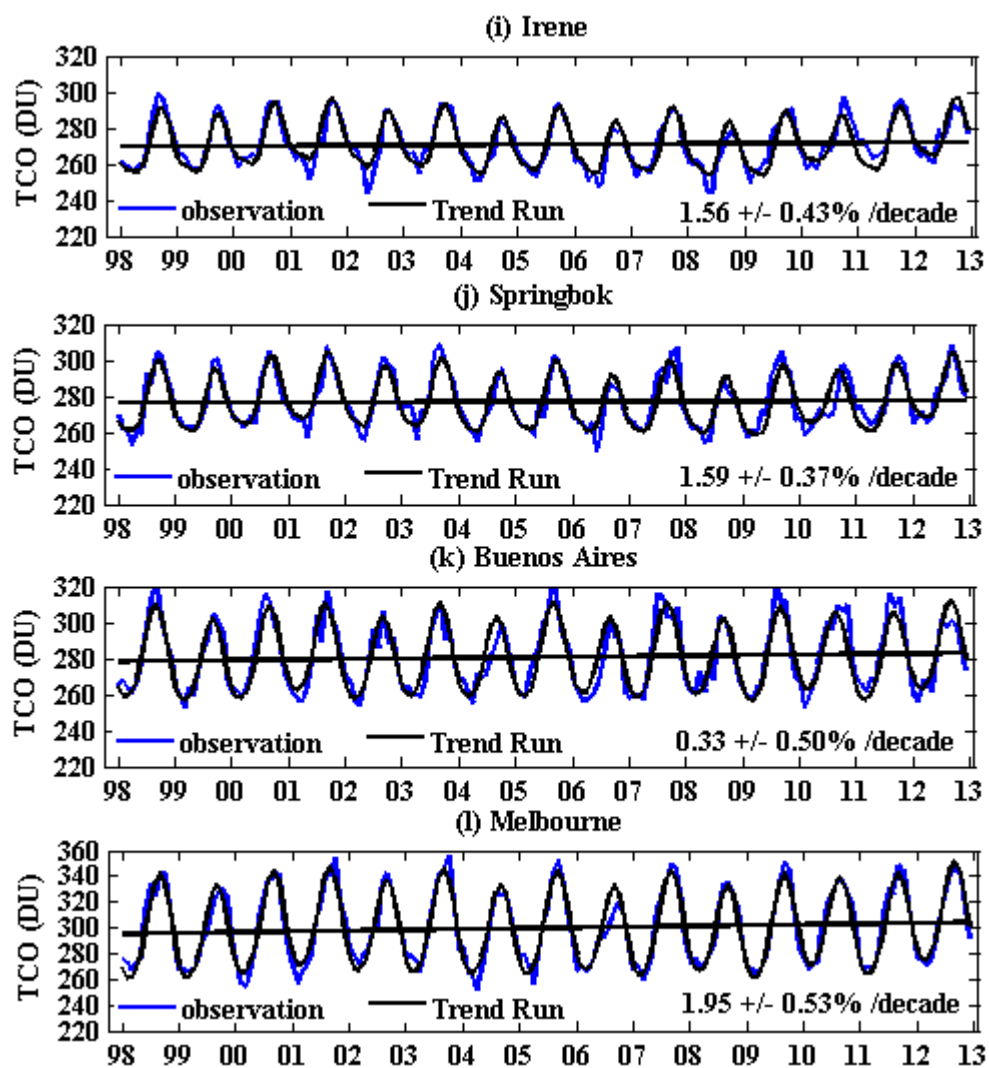 (i) Irene
320
300
280
260
240
220
TCO (DU)
observation Trend Run 1.56 +/- 0.43% /decade
98 99 00 01 02 03 04 05 06 07 08 09 10 11 12 13
(j) Springbok
320
300
280
260
240
220
TCO (DU)
observation Trend Run 1.59 +/- 0.37% /decade
98 99 00 01 02 03 04 05 06 07 08 09 10 11 12 13
(k) Buenos Aires
320
300
280
260
240
220
TCO (DU)
observation Trend Run 0.33 +/- 0.50% /decade
98 99 00 01 02 03 04 05 06 07 08 09 10 11 12 13
(l) Melbourne
360
340
320
300
280
260
240
220
TCO (DU)
observation Trend Run 1.95 +/- 0.53% /decade
98 99 00 01 02 03 04 05 06 07 08 09 10 11 12 13